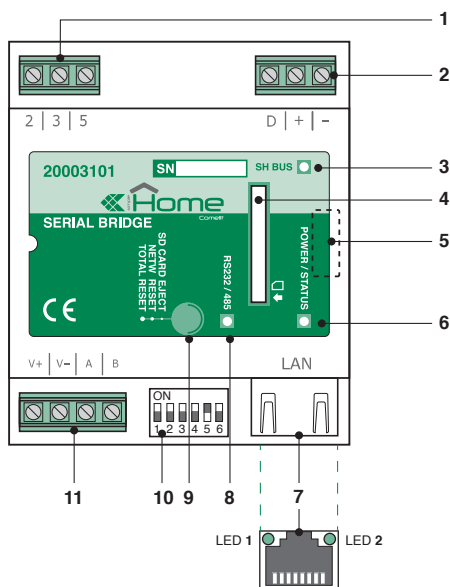 1
2
2 | 3 | 5
D | + | −
20003101
SN
SH BUS
3
4
Home
Comelit
SERIAL BRIDGE
5
POWER / STATUS
SD CARD EJECT
NETW RESET
TOTAL RESET
RS232 / 485
CE
6
V+ | V− | A | B
LAN
ON
1 2 3 4 5 6
11
10
9
8
7
LED 1
LED 2